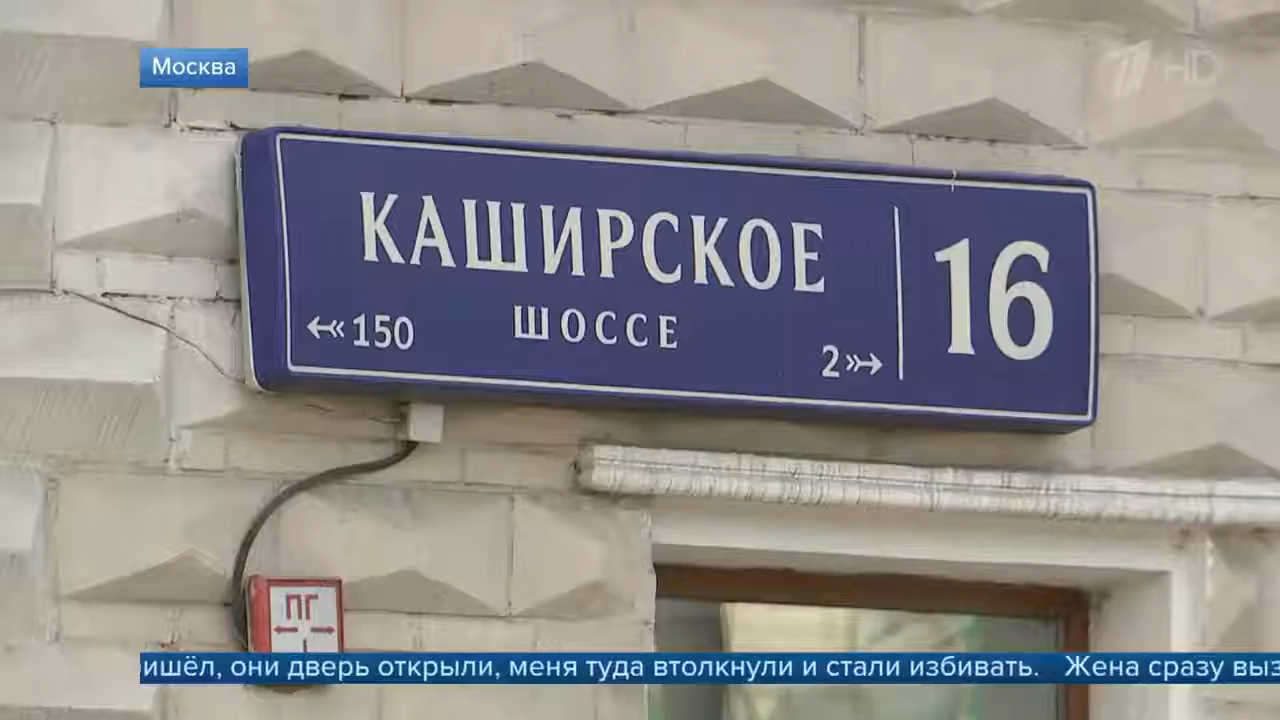 Москва
HD
КАШИРСКОЕ
ШОССЕ
150
2
16
ПГ
ишёл, они дверь открыли, меня туда втолкнули и стали избивать. Жена сразу выз